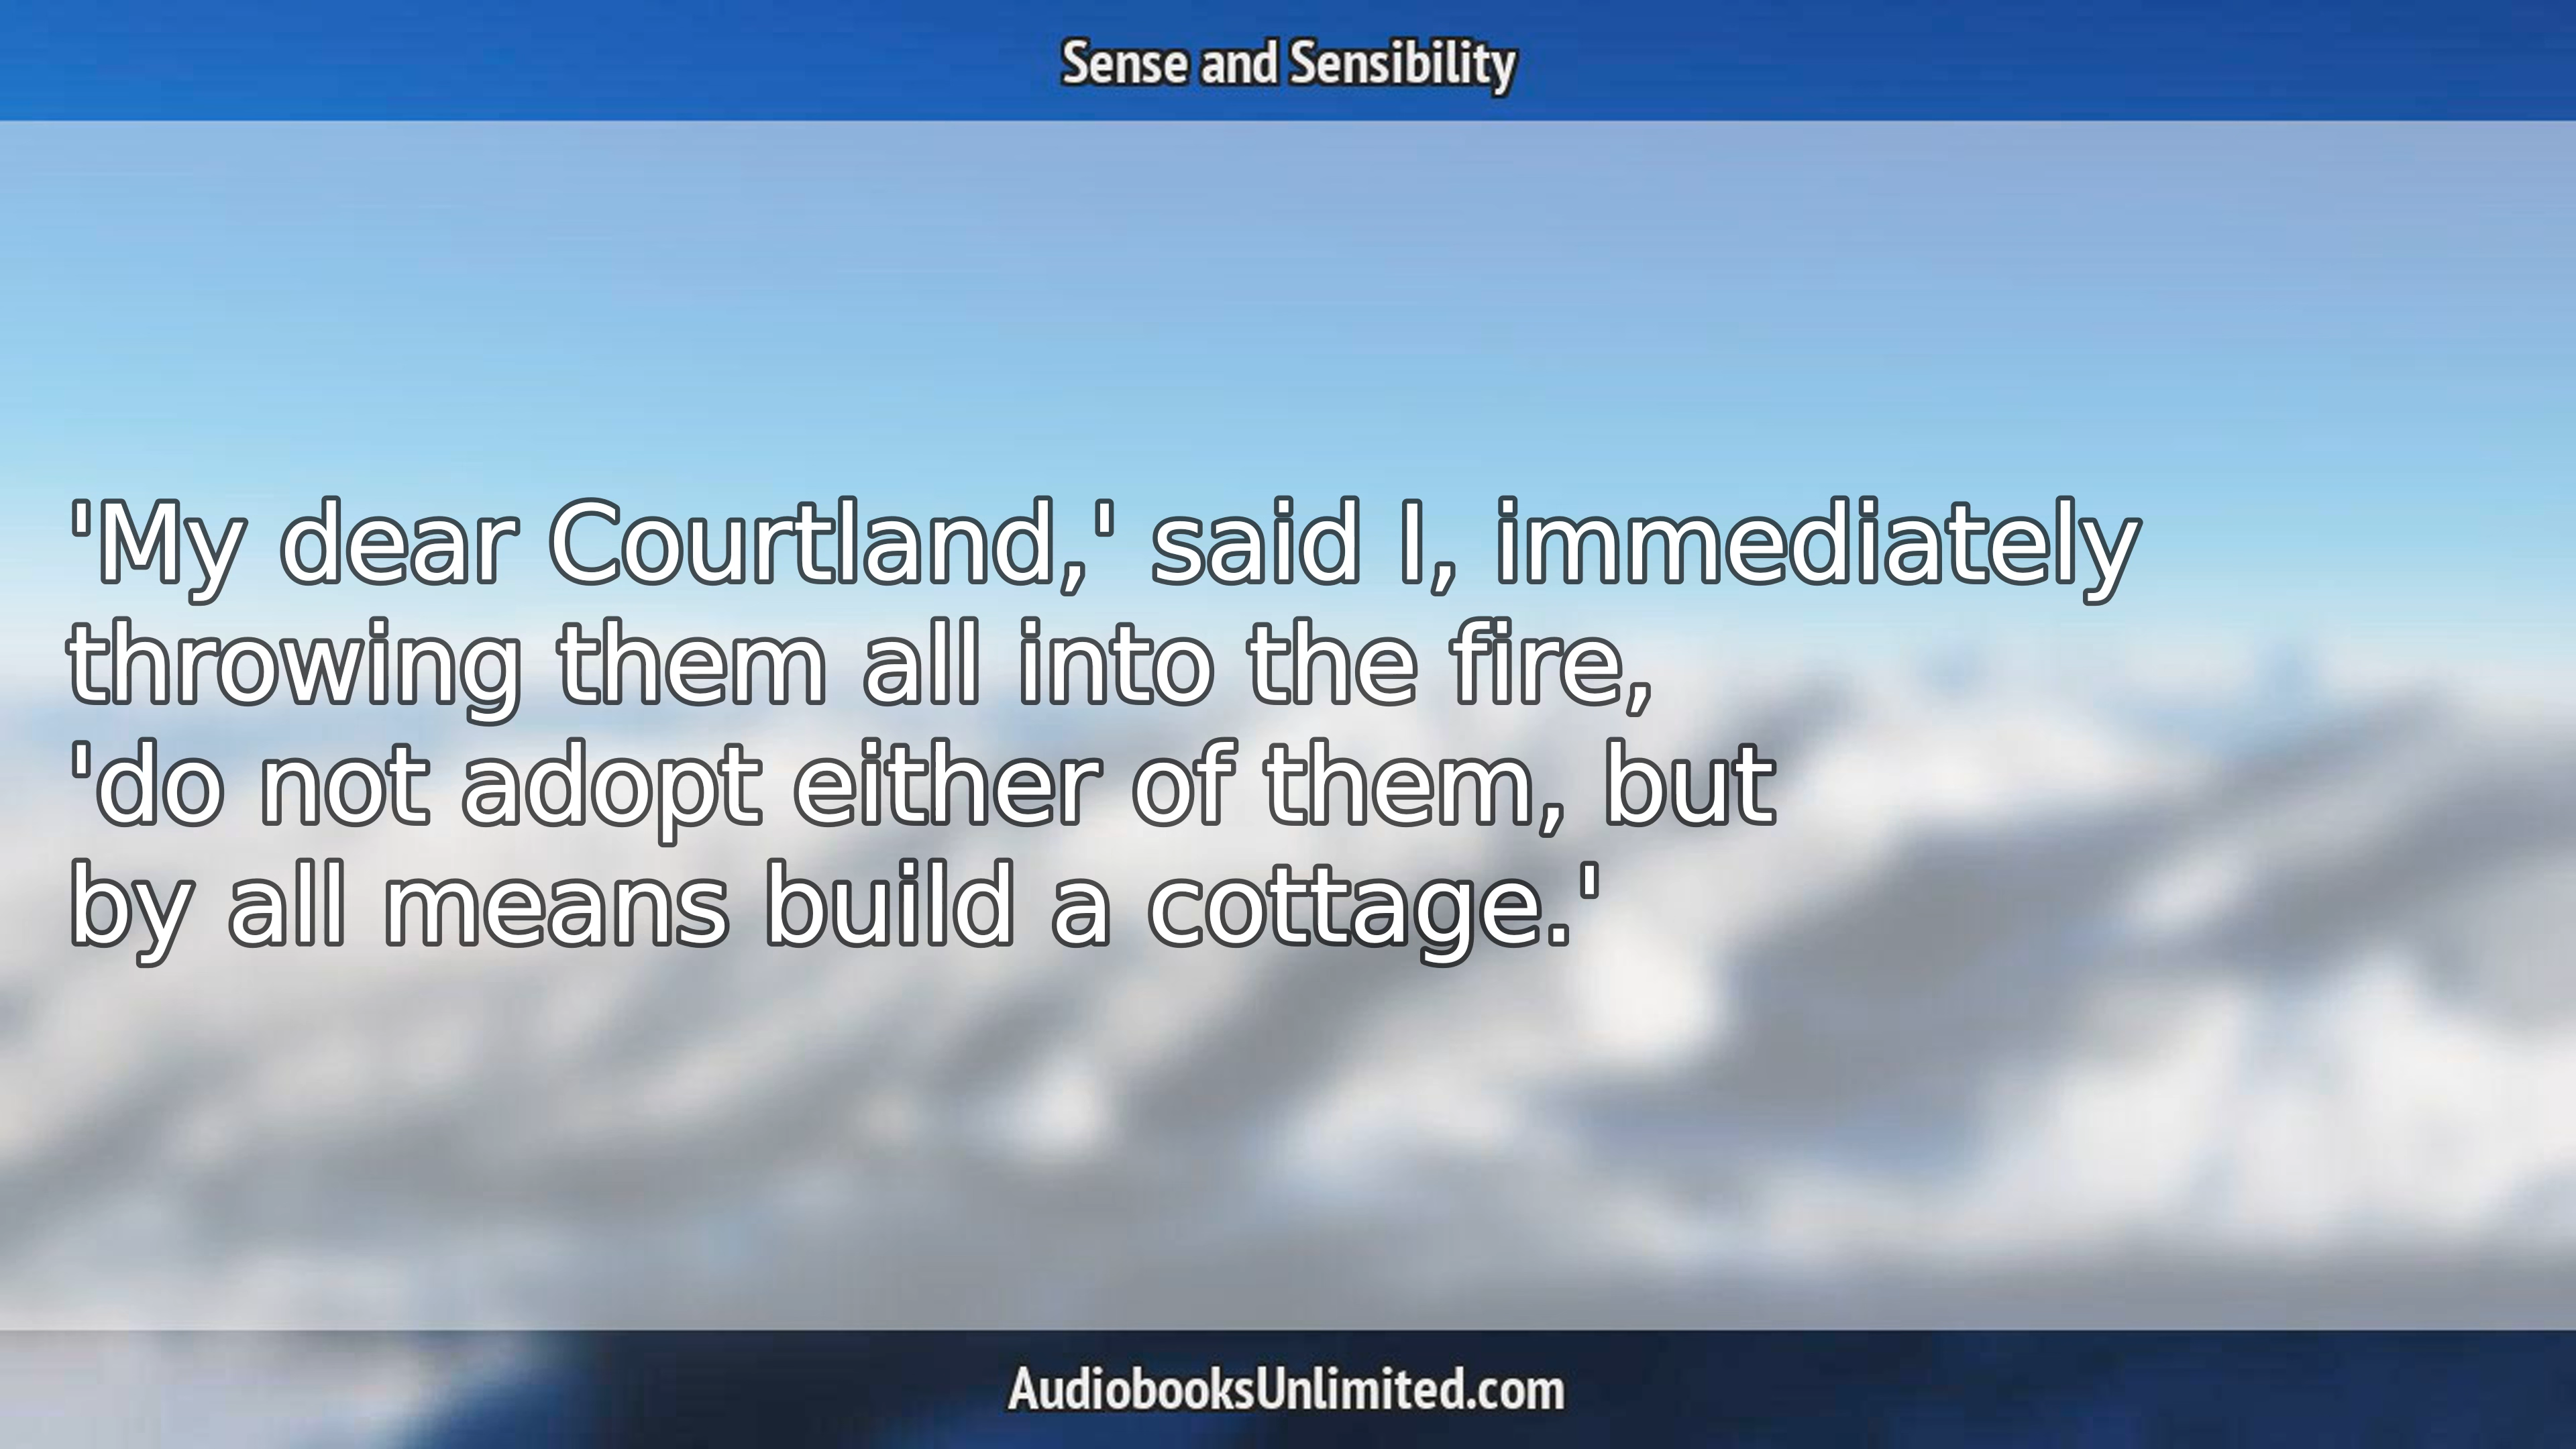 Sense and Sensibility
'My dear Courtland,' said I, immediately
throwing them all into the fire,
'do not adopt either of them, but
by all means build a cottage.'
AudiobooksUnlimited.com